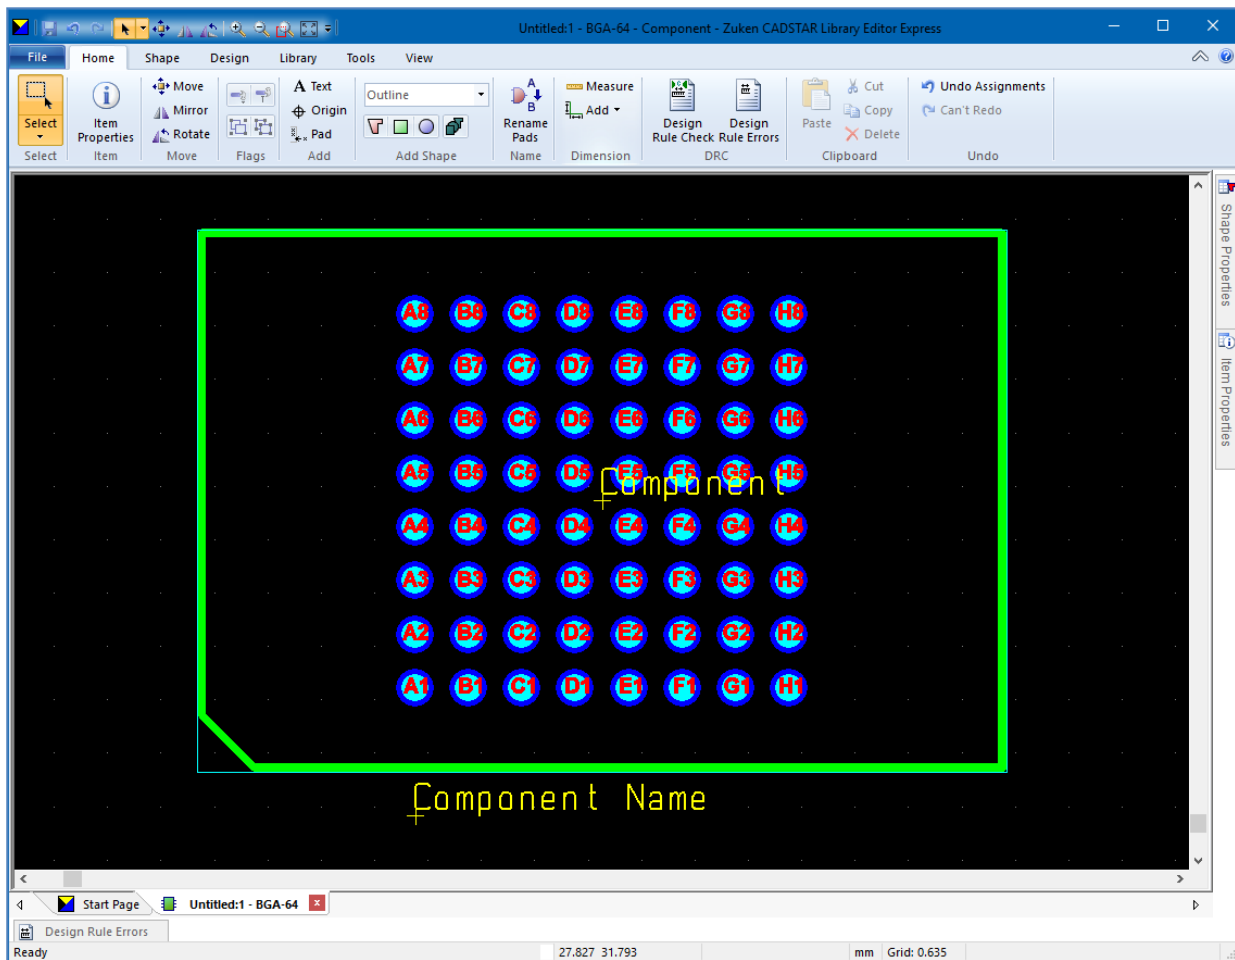 Untitled:1 - BGA-64 - Component - Zuken CADSTAR Library Editor Express
File Home Shape Design Library Tools View
Select
Select
Item Properties
Item
Move
Mirror
Rotate
Move
Flags
A Text
Origin
Pad
Add
Outline
Add Shape
A
B
Rename Pads
Name
Measure
Add
Dimension
Design Rule Check
Design Rule Errors
DRC
Paste
Cut
Copy
Delete
Clipboard
Undo Assignments
Can't Redo
Undo
Shape Properties
Item Properties
A8 B8 C8 D8 E8 F8 G8 H8
A7 B7 C7 D7 E7 F7 G7 H7
A6 B6 C6 D6 E6 F6 G6 H6
A5 B5 C5 D5 E5 F5 G5 H5
Component
A4 B4 C4 D4 E4 F4 G4 H4
A3 B3 C3 D3 E3 F3 G3 H3
A2 B2 C2 D2 E2 F2 G2 H2
A1 B1 C1 D1 E1 F1 G1 H1
Component Name
Start Page Untitled:1 - BGA-64
Design Rule Errors
Ready 27.827 31.793 mm Grid: 0.635